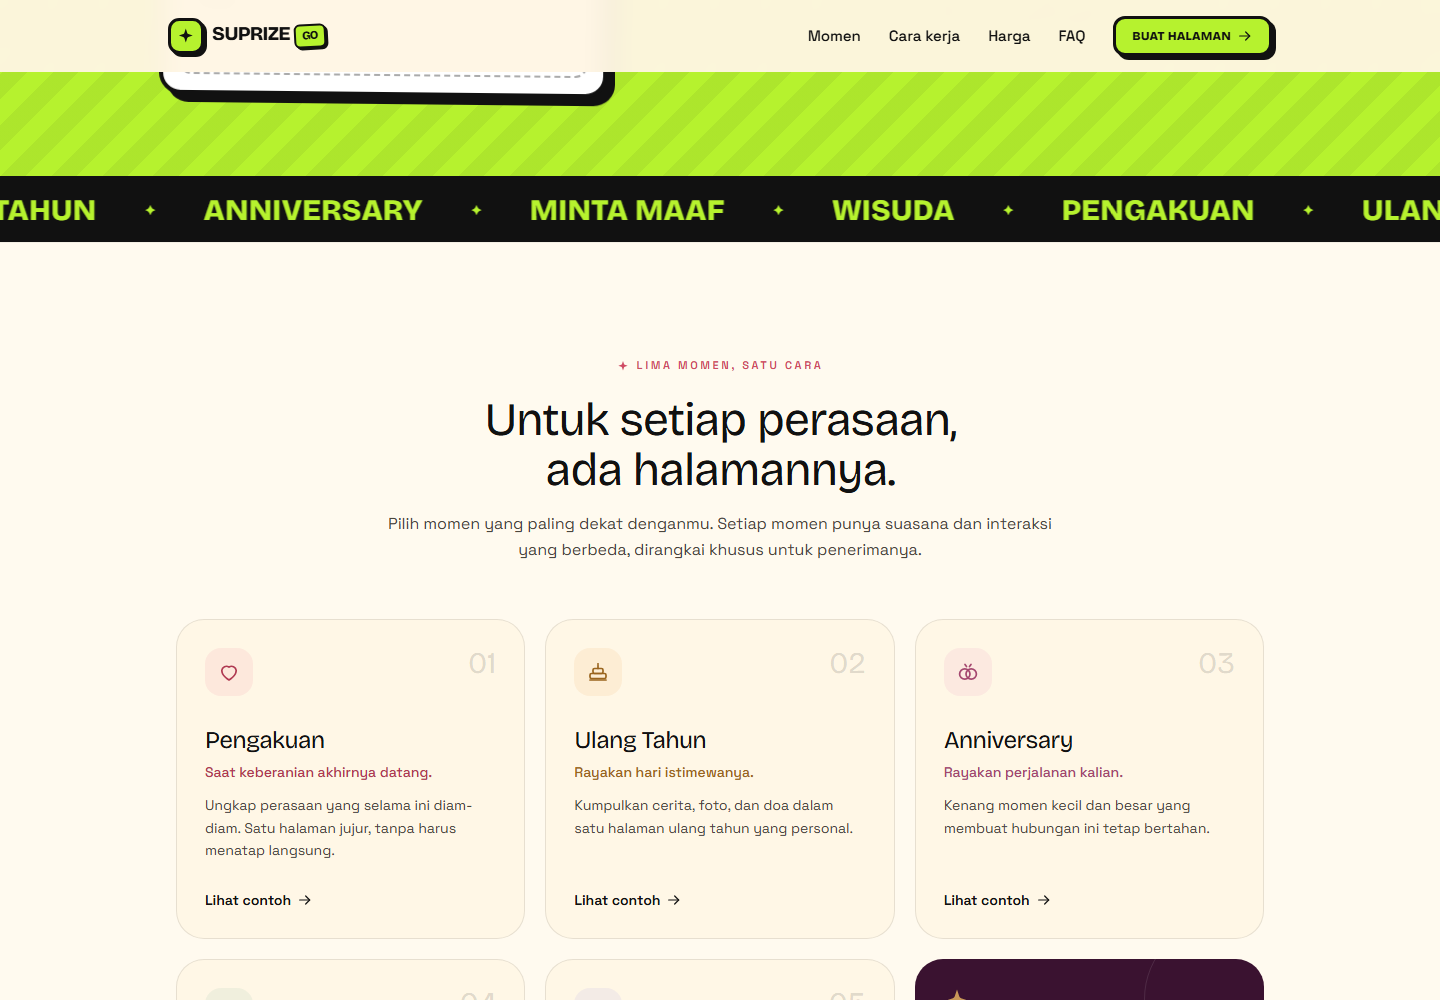 SUPRIZE GO
Momen
Cara kerja
Harga
FAQ
BUAT HALAMAN →
TAHUN ✦ ANNIVERSARY ✦ MINTA MAAF ✦ WISUDA ✦ PENGAKUAN ✦ ULAN
✦ LIMA MOMEN, SATU CARA
Untuk setiap perasaan,
ada halamannya.
Pilih momen yang paling dekat denganmu. Setiap momen punya suasana dan interaksi
yang berbeda, dirangkai khusus untuk penerimanya.
01
Pengakuan
Saat keberanian akhirnya datang.
Ungkap perasaan yang selama ini diam-
diam. Satu halaman jujur, tanpa harus
menatap langsung.
Lihat contoh →
02
Ulang Tahun
Rayakan hari istimewanya.
Kumpulkan cerita, foto, dan doa dalam
satu halaman ulang tahun yang personal.
Lihat contoh →
03
Anniversary
Rayakan perjalanan kalian.
Kenang momen kecil dan besar yang
membuat hubungan ini tetap bertahan.
Lihat contoh →
04
05